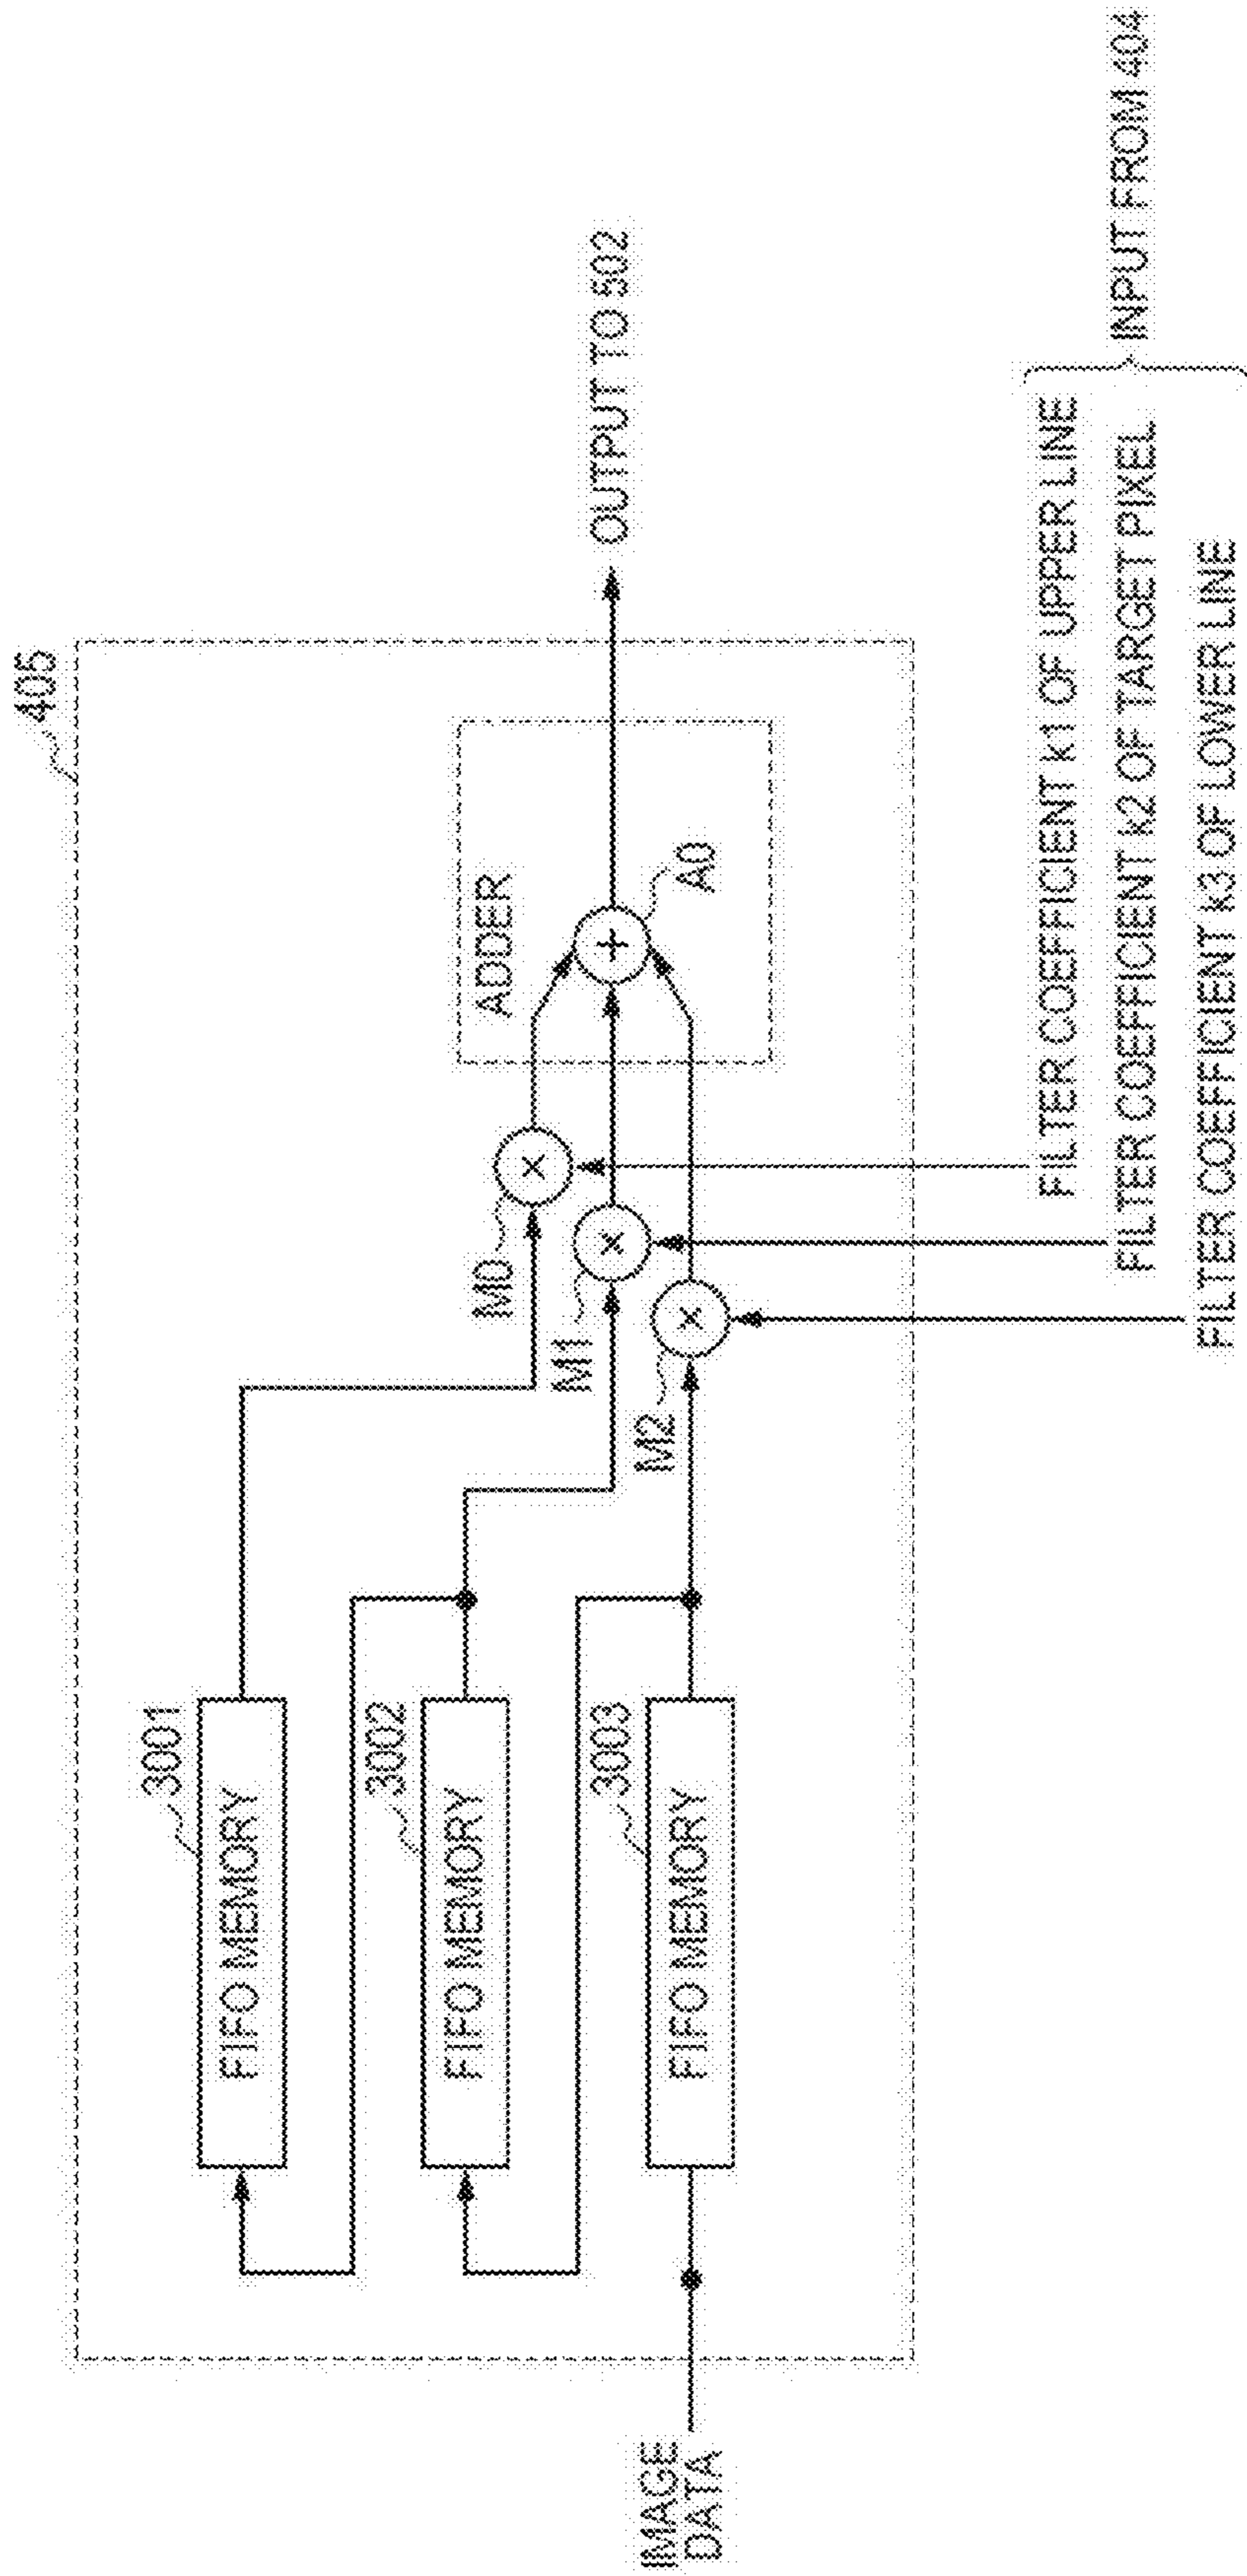 405
3001
FIFO MEMORY
3002
FIFO MEMORY
3003
FIFO MEMORY
IMAGE
DATA
M0
×
M1
×
M2
×
ADDER
+
A0
OUTPUT TO 502
FILTER COEFFICIENT k1 OF UPPER LINE
FILTER COEFFICIENT k2 OF TARGET PIXEL
FILTER COEFFICIENT k3 OF LOWER LINE
INPUT FROM 404